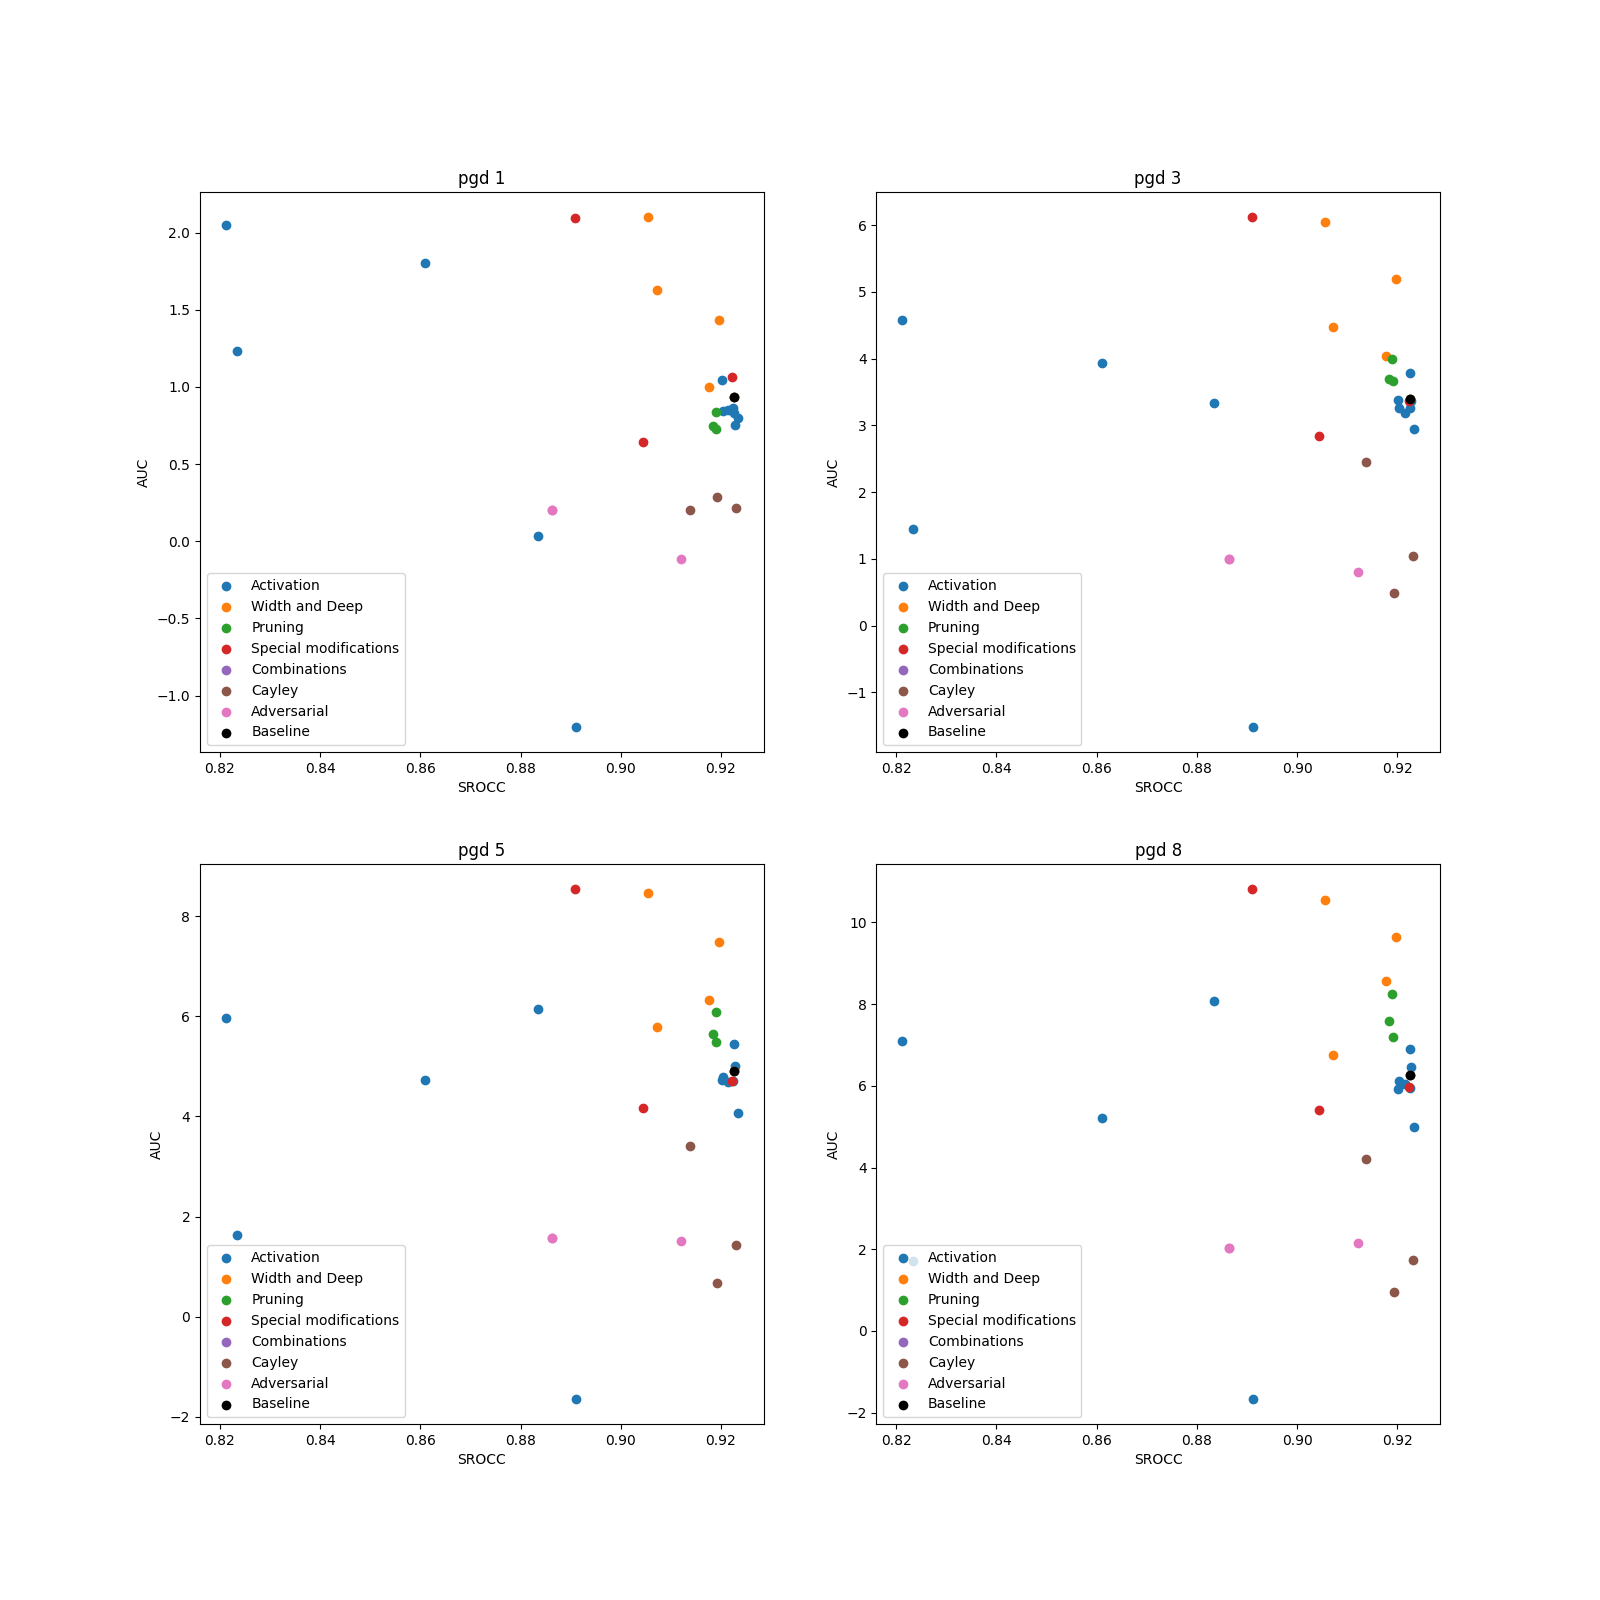 pgd 1
2.0
1.5
1.0
0.5
0.0
−0.5
−1.0
AUC
Activation
Width and Deep
Pruning
Special modifications
Combinations
Cayley
Adversarial
Baseline
0.82 0.84 0.86 0.88 0.90 0.92
SROCC
pgd 3
6
5
4
3
2
1
0
−1
AUC
Activation
Width and Deep
Pruning
Special modifications
Combinations
Cayley
Adversarial
Baseline
0.82 0.84 0.86 0.88 0.90 0.92
SROCC
pgd 5
8
6
4
2
0
−2
AUC
Activation
Width and Deep
Pruning
Special modifications
Combinations
Cayley
Adversarial
Baseline
0.82 0.84 0.86 0.88 0.90 0.92
SROCC
pgd 8
10
8
6
4
2
0
−2
AUC
Activation
Width and Deep
Pruning
Special modifications
Combinations
Cayley
Adversarial
Baseline
0.82 0.84 0.86 0.88 0.90 0.92
SROCC